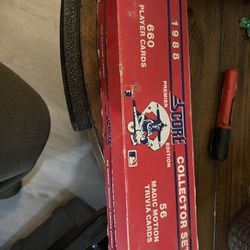 1988
SCORE
COLLECTOR SET
PREMIER EDITION
660
PLAYER CARDS
56
MAGIC MOTION
TRIVIA CARDS